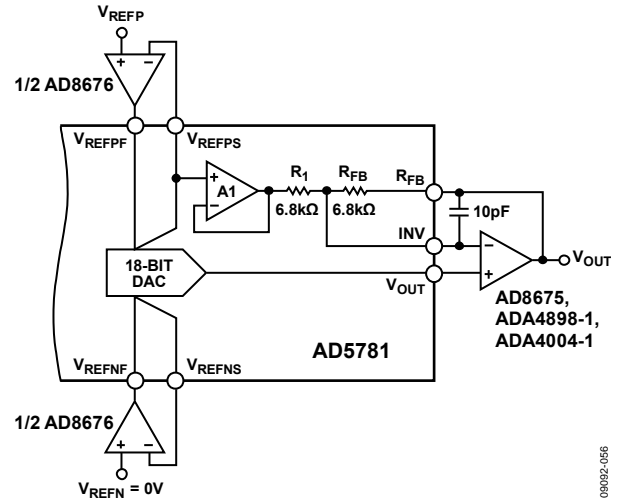 VREFP
+ −
1/2 AD8676
VREFPF
VREFPS
+
A1
−
R1
6.8kΩ
RFB
6.8kΩ
RFB
10pF
INV
−
+
VOUT
18-BIT
DAC
VOUT
AD8675,
ADA4898-1,
ADA4004-1
AD5781
VREFNF
VREFNS
1/2 AD8676
+ −
VREFN = 0V
09092-056